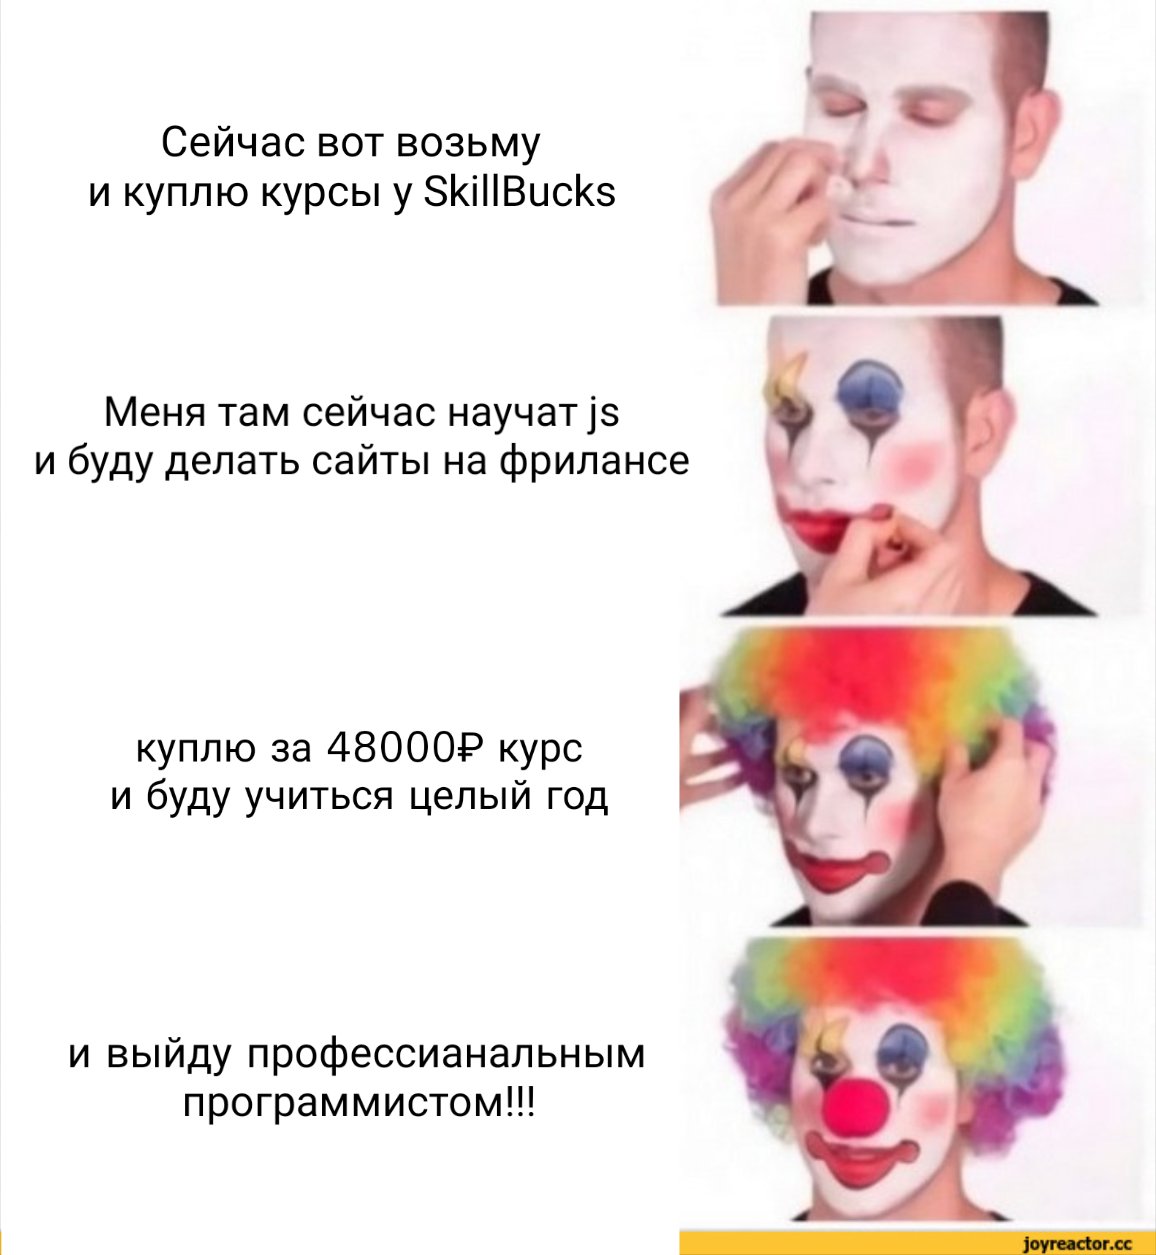 Сейчас вот возьму
и куплю курсы у SkillBucks
Меня там сейчас научат js
и буду делать сайты на фрилансе
куплю за 48000₽ курс
и буду учиться целый год
и выйду профессианальным
программистом!!!
joyreactor.cc